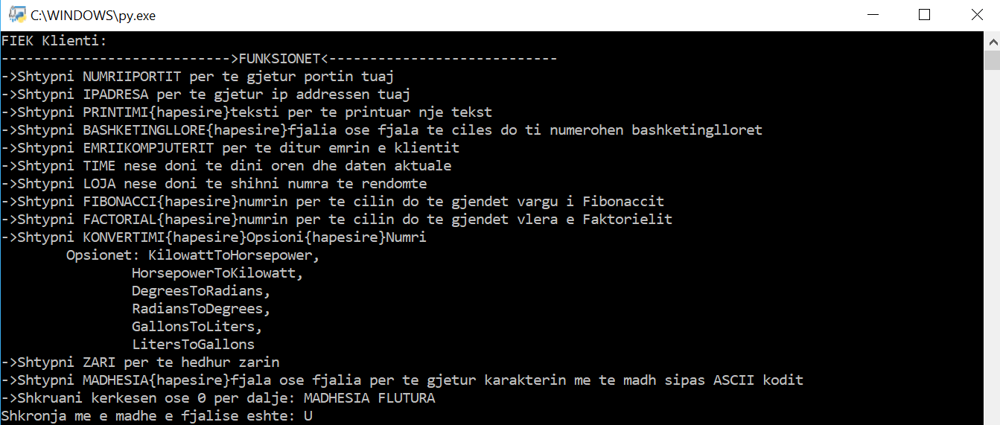 C:\WINDOWS\py.exe
FIEK Klienti:
---------------------------->FUNKSIONET<----------------------------
->Shtypni NUMRIIPORTIT per te gjetur portin tuaj
->Shtypni IPADRESA per te gjetur ip addressen tuaj
->Shtypni PRINTIMI{hapesire}teksti per te printuar nje tekst
->Shtypni BASHKETINGLLORE{hapesire}fjalia ose fjala te ciles do ti numerohen bashketinglloret
->Shtypni EMRIIKOMPJUTERIT per te ditur emrin e klientit
->Shtypni TIME nese doni te dini oren dhe daten aktuale
->Shtypni LOJA nese doni te shihni numra te rendomte
->Shtypni FIBONACCI{hapesire}numrin per te cilin do te gjendet vargu i Fibonaccit
->Shtypni FACTORIAL{hapesire}numrin per te cilin do te gjendet vlera e Faktorielit
->Shtypni KONVERTIMI{hapesire}Opsioni{hapesire}Numri
Opsionet: KilowattToHorsepower,
HorsepowerToKilowatt,
DegreesToRadians,
RadiansToDegrees,
GallonsToLiters,
LitersToGallons
->Shtypni ZARI per te hedhur zarin
->Shtypni MADHESIA{hapesire}fjala ose fjalia per te gjetur karakterin me te madh sipas ASCII kodit
->Shkruani kerkesen ose 0 per dalje: MADHESIA FLUTURA
Shkronja me e madhe e fjalise eshte: U